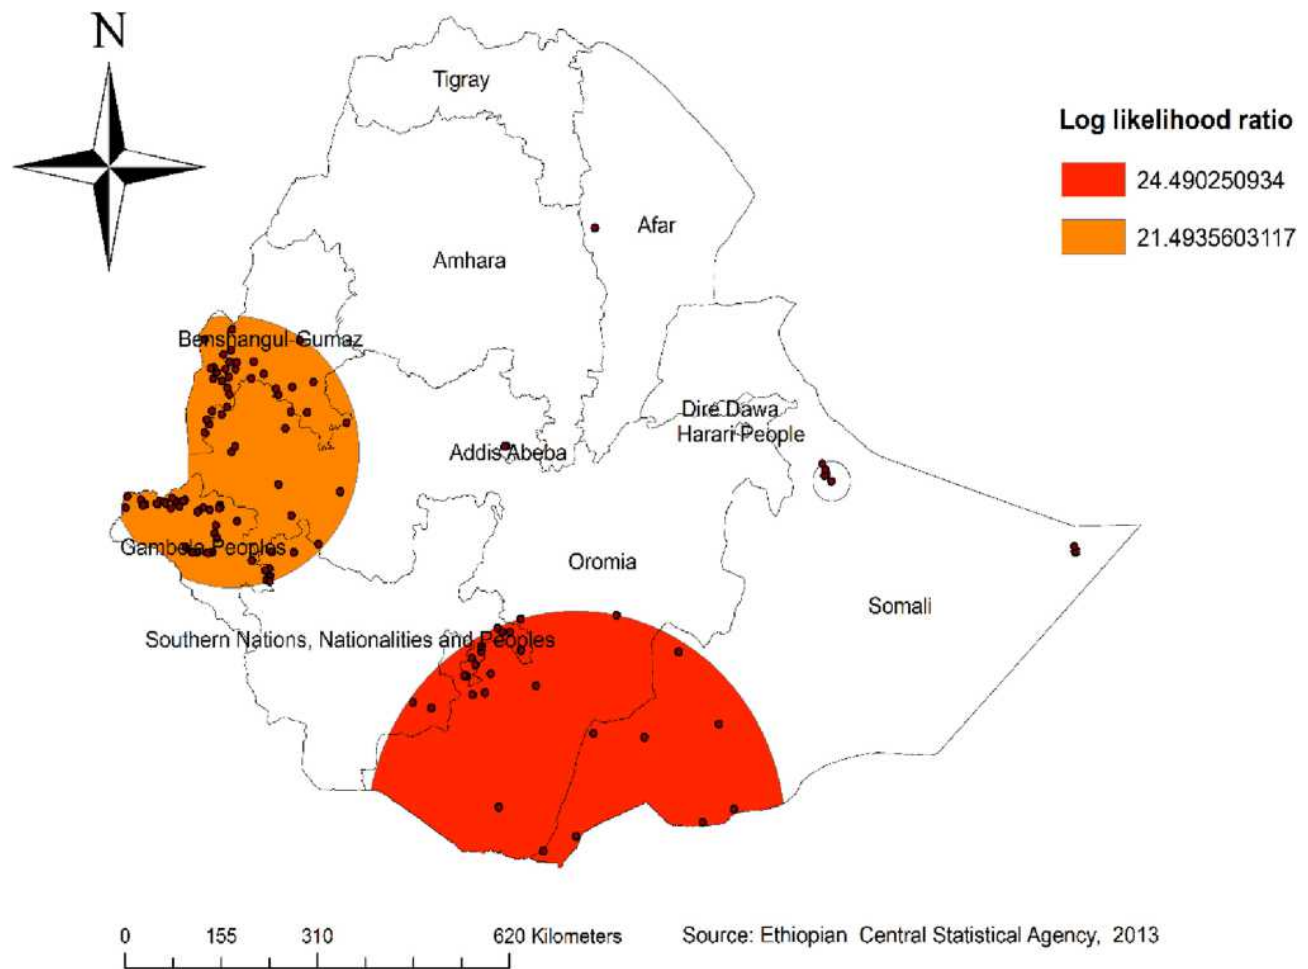 N
Tigray
Log likelihood ratio
24.490250934
21.4935603117
Afar
Amhara
Benshangul-Gumaz
Dire Dawa
Harari People
Addis Abeba
Gambela Peoples
Oromia
Somali
Southern Nations, Nationalities and Peoples
0 155 310 620 Kilometers
Source: Ethiopian Central Statistical Agency, 2013